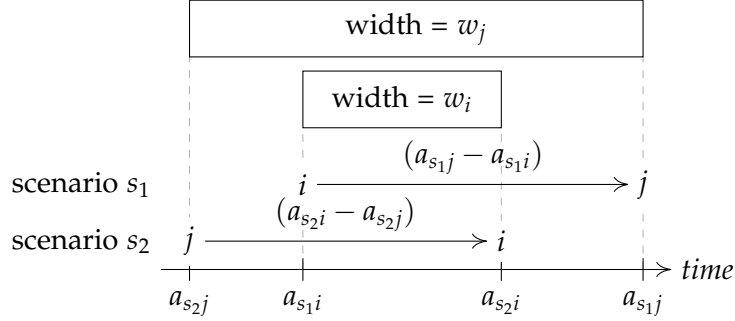 width = w_j
width = w_i
(a_{s_1 j} − a_{s_1 i})
scenario s_1 i j
(a_{s_2 i} − a_{s_2 j})
scenario s_2 j i
time
a_{s_2 j} a_{s_1 i} a_{s_2 i} a_{s_1 j}